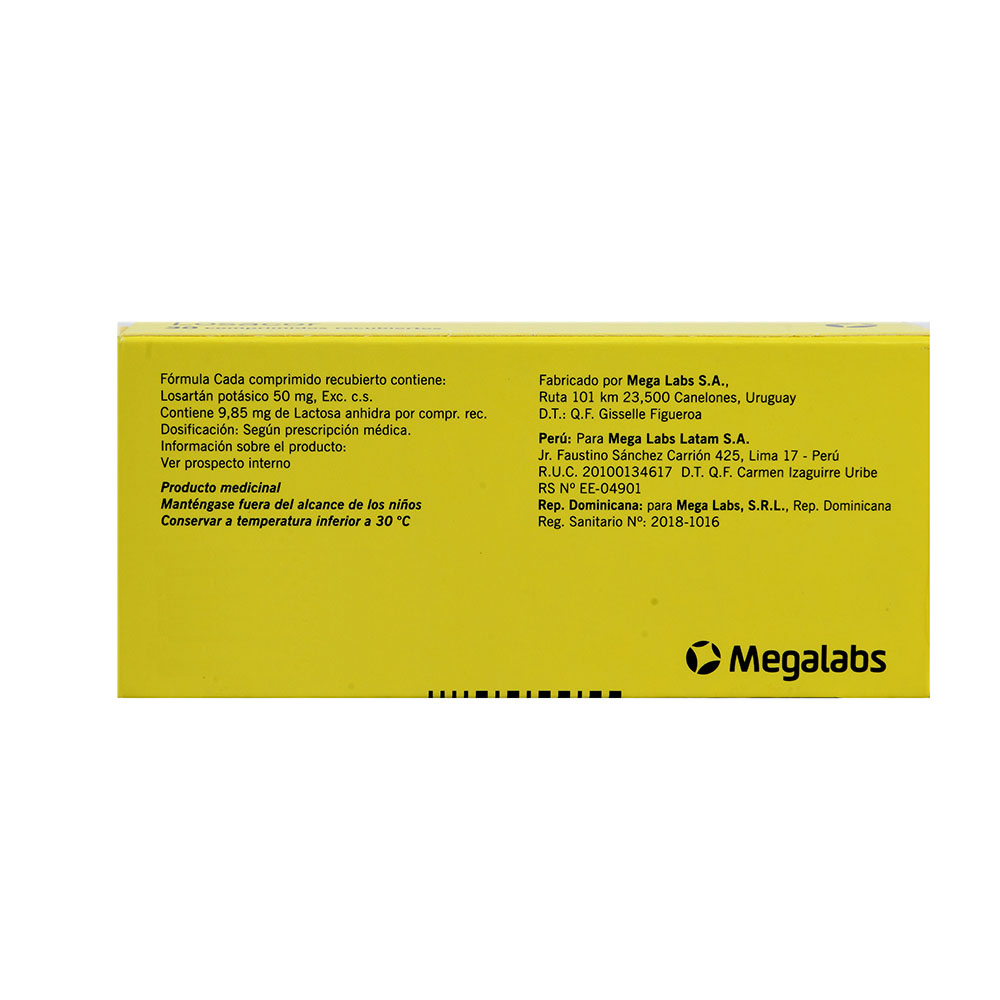 Losacor
30 comprimidos recubiertos
Fórmula Cada comprimido recubierto contiene:
Losartán potásico 50 mg, Exc. c.s.
Contiene 9,85 mg de Lactosa anhidra por compr. rec.
Dosificación: Según prescripción médica.
Información sobre el producto:
Ver prospecto interno
Producto medicinal
Manténgase fuera del alcance de los niños
Conservar a temperatura inferior a 30 °C
Fabricado por Mega Labs S.A.,
Ruta 101 km 23,500 Canelones, Uruguay
D.T.: Q.F. Gisselle Figueroa
Perú: Para Mega Labs Latam S.A.
Jr. Faustino Sánchez Carrión 425, Lima 17 - Perú
R.U.C. 20100134617 D.T. Q.F. Carmen Izaguirre Uribe
RS Nº EE-04901
Rep. Dominicana: para Mega Labs, S.R.L., Rep. Dominicana
Reg. Sanitario Nº: 2018-1016
Megalabs